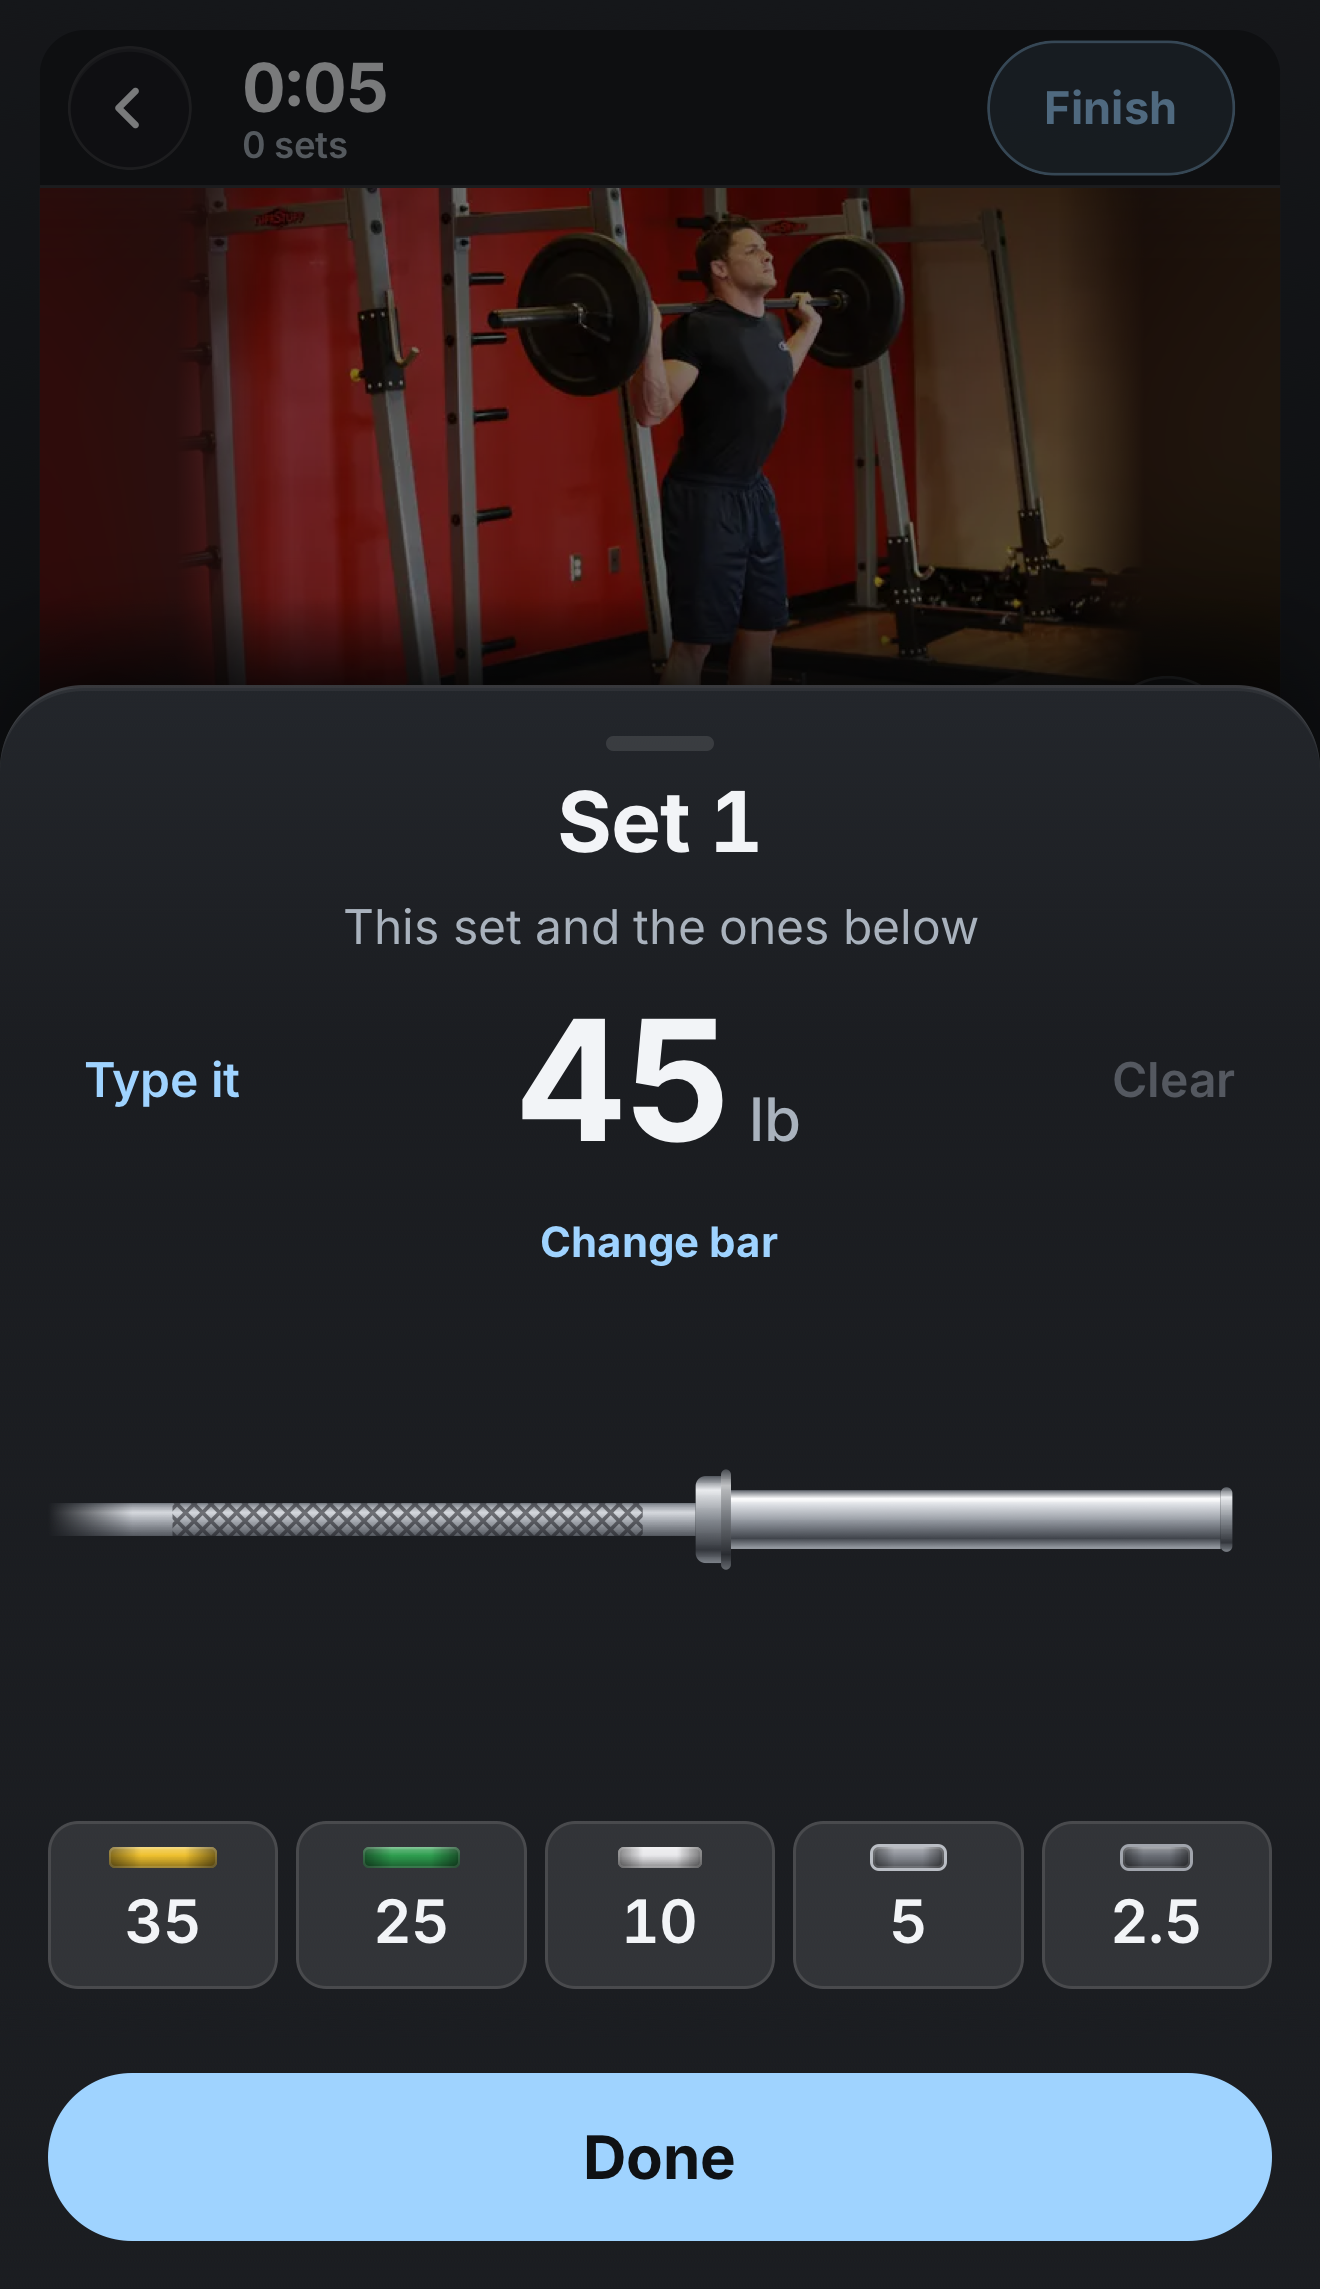 0:05
0 sets
Finish
Set 1
This set and the ones below
Type it
45 lb
Clear
Change bar
35
25
10
5
2.5
Done